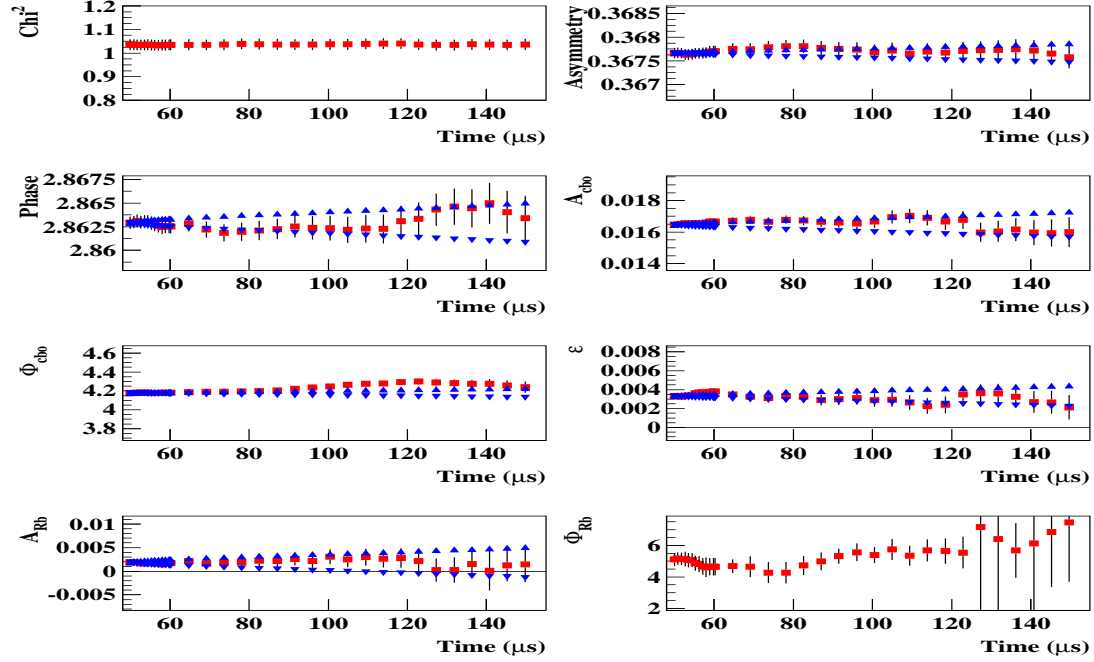 Chi² Asymmetry
1.2
1.1
1
0.9
0.8
60 80 100 120 140
Time (μs)
0.3685
0.368
0.3675
0.367
60 80 100 120 140
Time (μs)
Phase
2.8675
2.865
2.8625
2.86
60 80 100 120 140
Time (μs)
A_cbo
0.018
0.016
0.014
60 80 100 120 140
Time (μs)
Φ_cbo
4.6
4.4
4.2
4
3.8
60 80 100 120 140
Time (μs)
ε
0.008
0.006
0.004
0.002
0
60 80 100 120 140
Time (μs)
A_Rb
0.01
0.005
0
-0.005
60 80 100 120 140
Time (μs)
Φ_Rb
6
4
2
60 80 100 120 140
Time (μs)